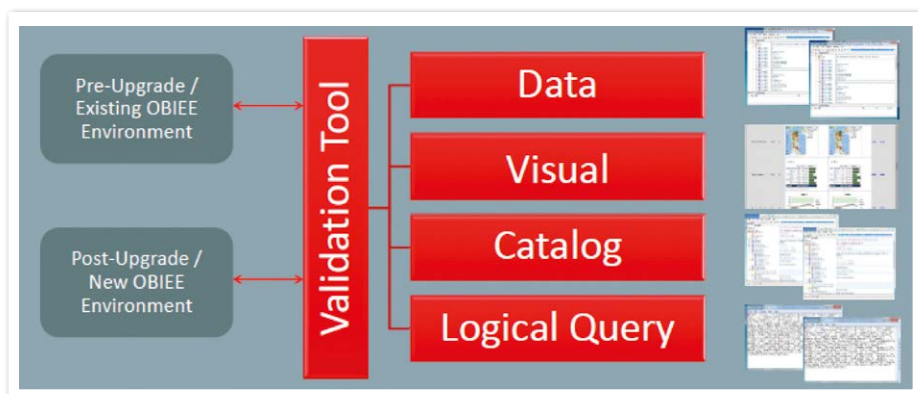 Pre-Upgrade /
Existing OBIEE
Environment
Post-Upgrade /
New OBIEE
Environment
Validation Tool
Data
Visual
Catalog
Logical Query